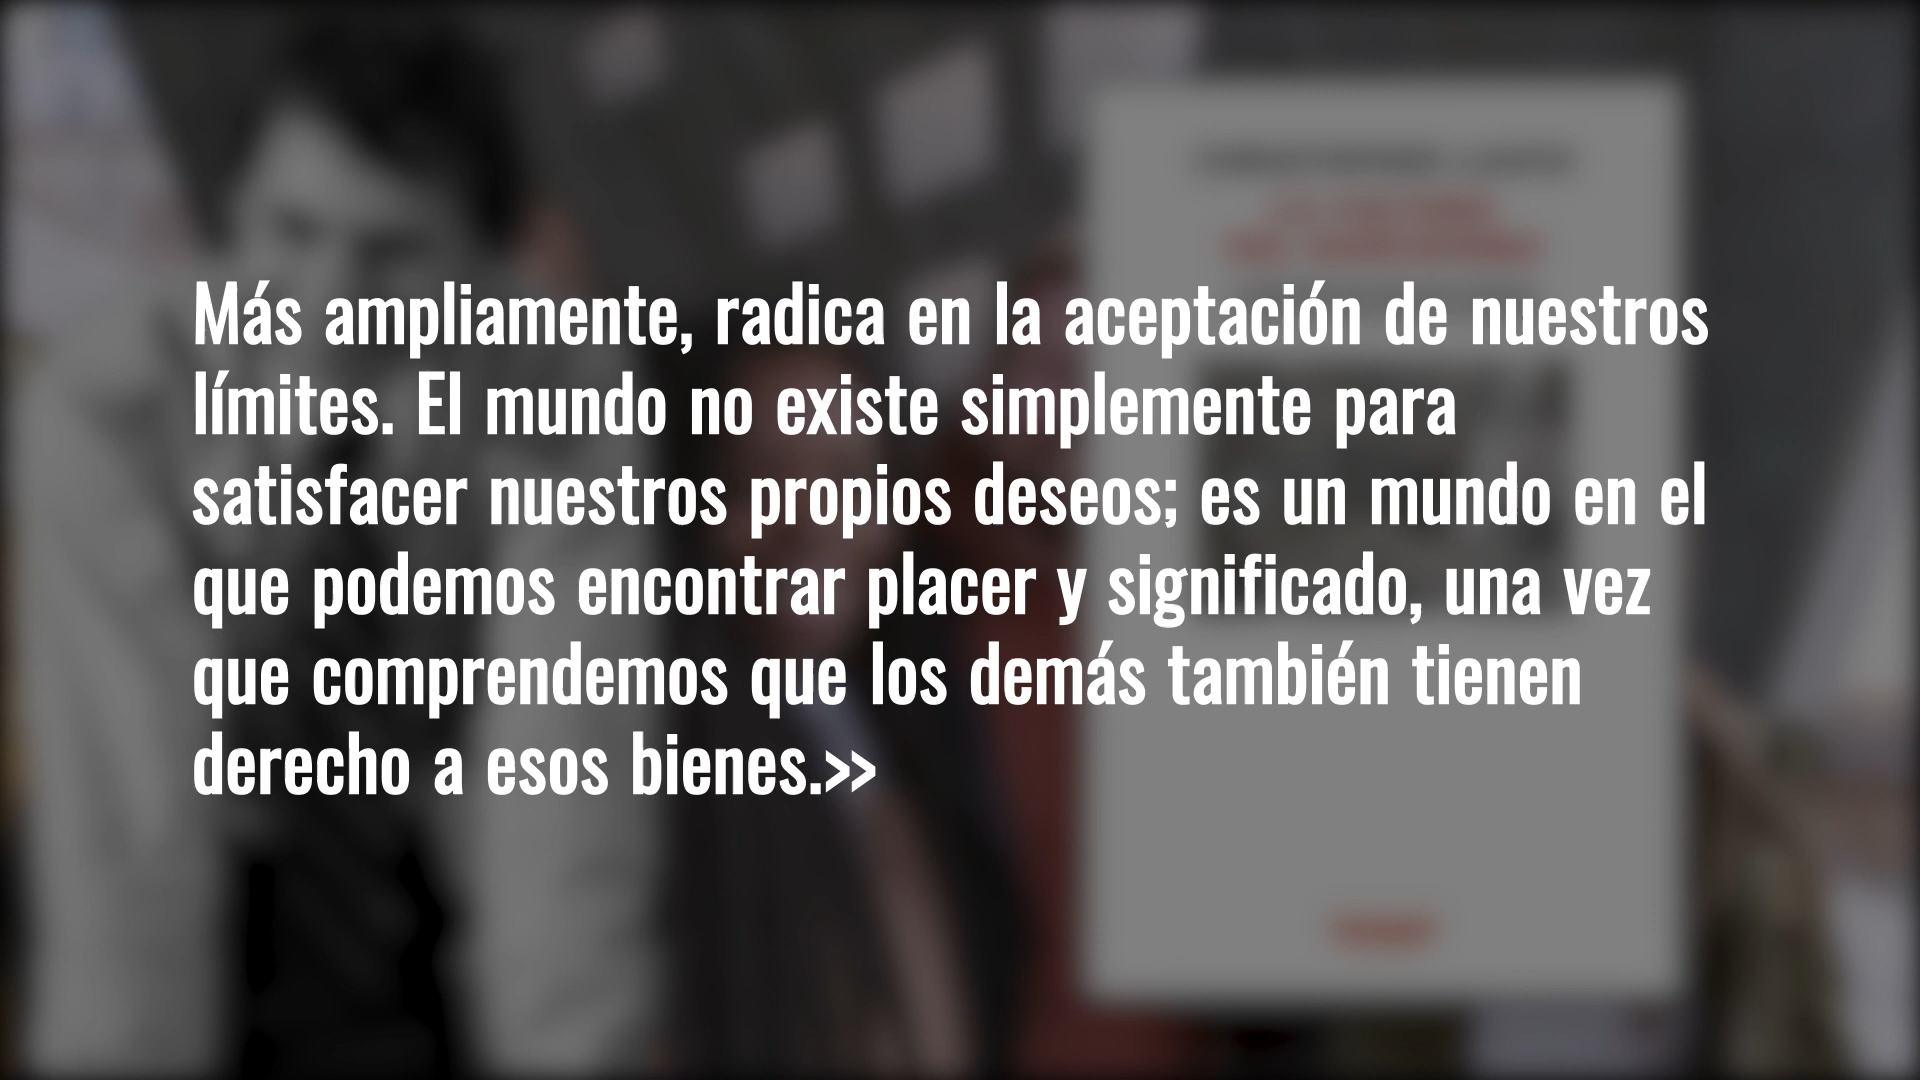 Más ampliamente, radica en la aceptación de nuestros
límites. El mundo no existe simplemente para
satisfacer nuestros propios deseos; es un mundo en el
que podemos encontrar placer y significado, una vez
que comprendemos que los demás también tienen
derecho a esos bienes.>>